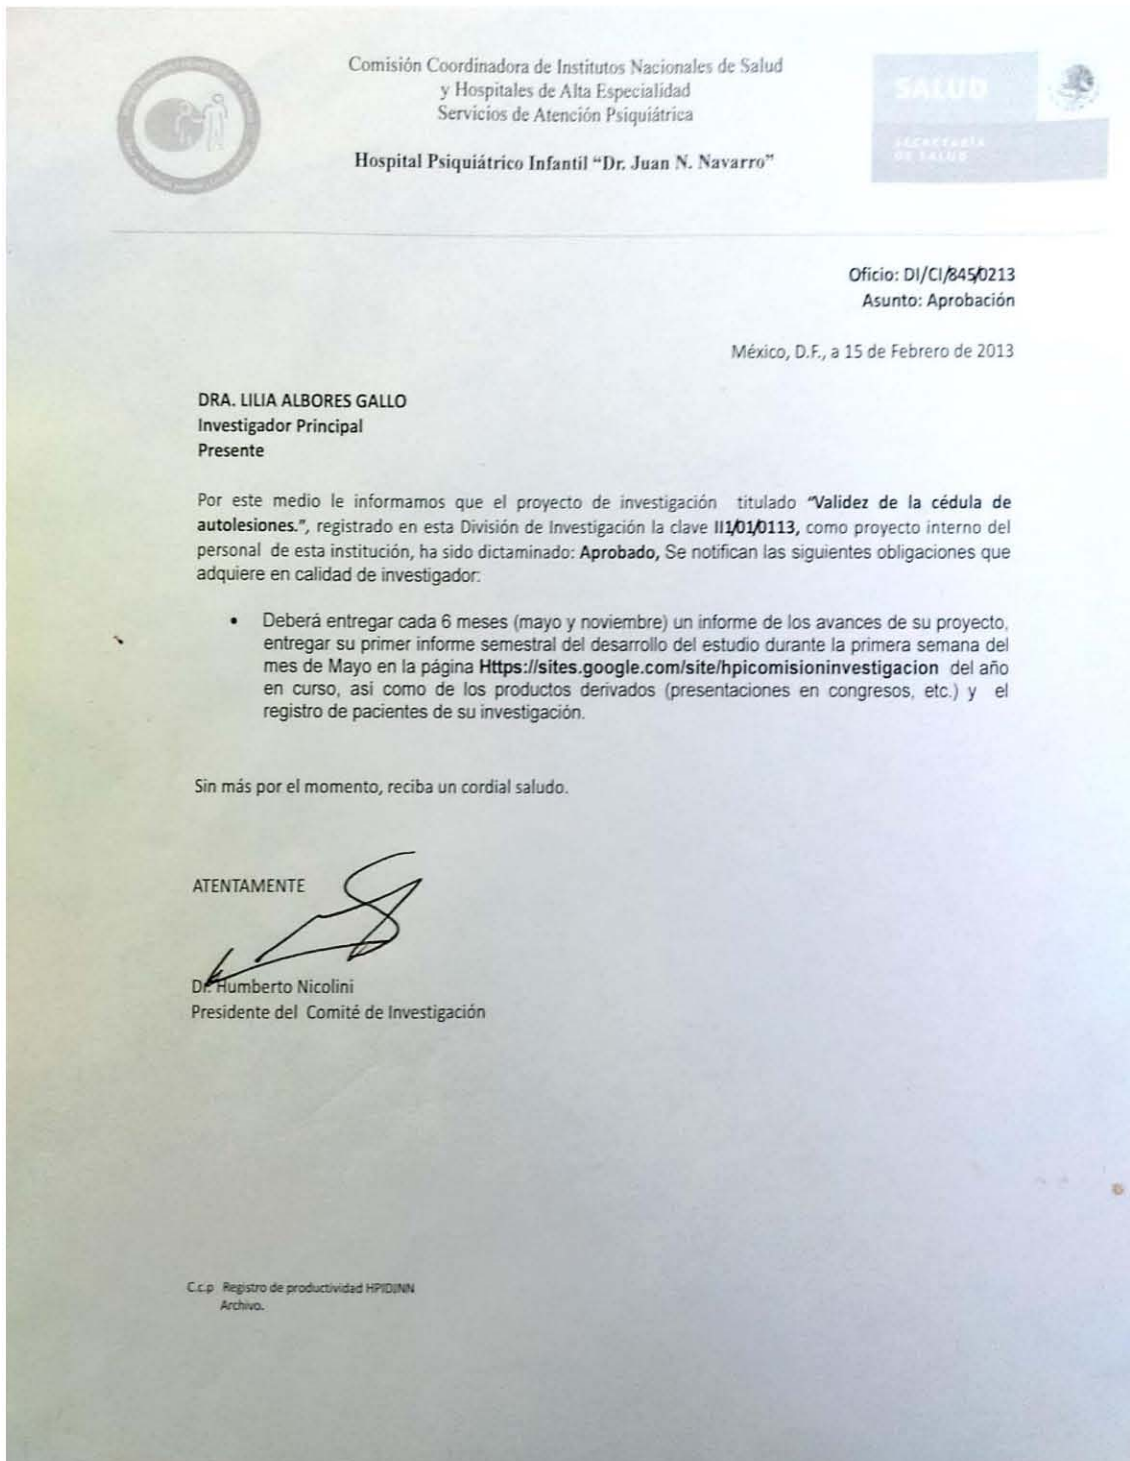 Comisión Coordinadora de Institutos Nacionales de Salud
y Hospitales de Alta Especialidad
Servicios de Atención Psiquiátrica
Hospital Psiquiátrico Infantil “Dr. Juan N. Navarro”
SALUD
SECRETARÍA
DE SALUD
Oficio: DI/CI/845/0213
Asunto: Aprobación
México, D.F., a 15 de Febrero de 2013
DRA. LILIA ALBORES GALLO
Investigador Principal
Presente
Por este medio le informamos que el proyecto de investigación titulado “Validez de la cédula de
autolesiones.”, registrado en esta División de Investigación la clave II1/01/0113, como proyecto interno del
personal de esta institución, ha sido dictaminado: Aprobado, Se notifican las siguientes obligaciones que
adquiere en calidad de investigador:
• Deberá entregar cada 6 meses (mayo y noviembre) un informe de los avances de su proyecto,
entregar su primer informe semestral del desarrollo del estudio durante la primera semana del
mes de Mayo en la página Https://sites.google.com/site/hpicomisioninvestigacion del año
en curso, así como de los productos derivados (presentaciones en congresos, etc.) y el
registro de pacientes de su investigación.
Sin más por el momento, reciba un cordial saludo.
ATENTAMENTE
Dr. Humberto Nicolini
Presidente del Comité de Investigación
C.c.p Registro de productividad HPIDJNN
Archivo.